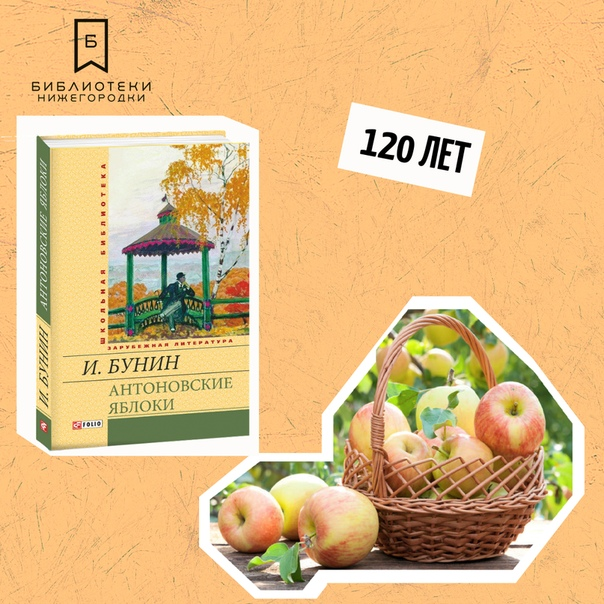 Б
БИБЛИОТЕКИ
НИЖЕГОРОДКИ
120 ЛЕТ
И. БУНИН АНТОНОВСКИЕ ЯБЛОКИ
ШКОЛЬНАЯ БИБЛИОТЕКА
ЗАРУБЕЖНАЯ ЛИТЕРАТУРА
И. БУНИН
АНТОНОВСКИЕ
ЯБЛОКИ
FOLIO